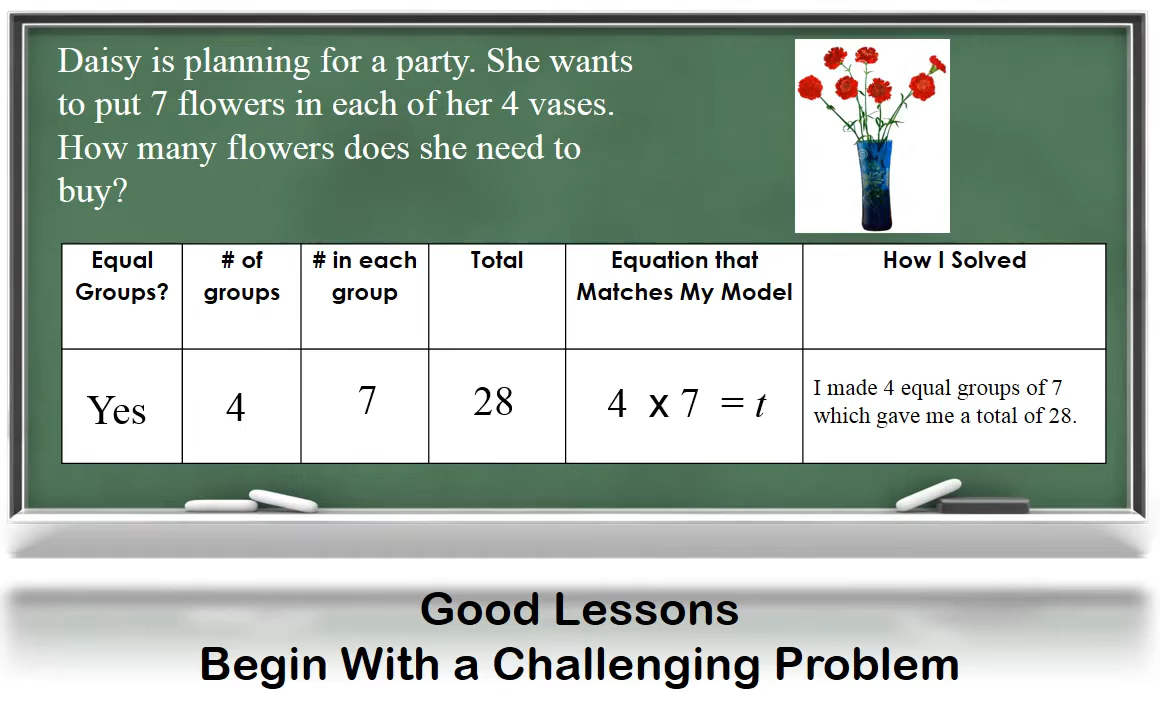 Daisy is planning for a party. She wants
to put 7 flowers in each of her 4 vases.
How many flowers does she need to
buy?
Equal Groups? # of groups # in each group Total Equation that Matches My Model How I Solved
Yes 4 7 28 4 x 7 = t I made 4 equal groups of 7 which gave me a total of 28.
Good Lessons
Begin With a Challenging Problem